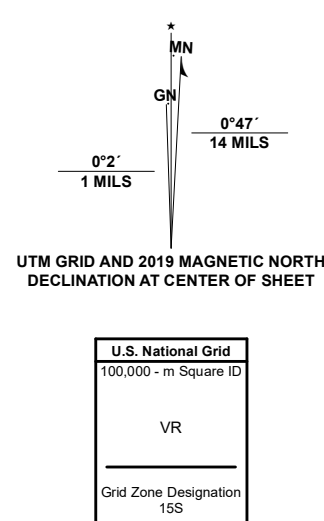 MN
GN
0°47´
14 MILS
0°2´
1 MILS
UTM GRID AND 2019 MAGNETIC NORTH
DECLINATION AT CENTER OF SHEET
U.S. National Grid
100,000 - m Square ID
VR
Grid Zone Designation
15S